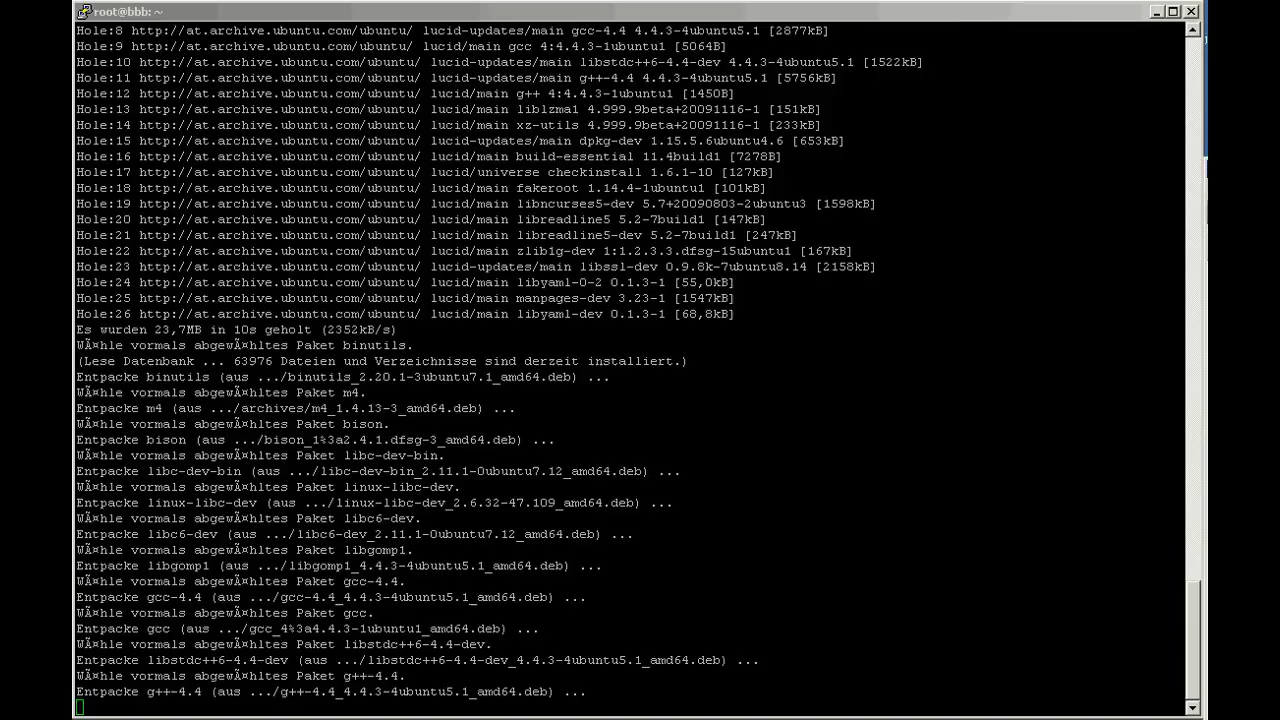 root@bbb: ~
Hole:8 http://at.archive.ubuntu.com/ubuntu/ lucid-updates/main gcc-4.4 4.4.3-4ubuntu5.1 [2877kB]
Hole:9 http://at.archive.ubuntu.com/ubuntu/ lucid/main gcc 4:4.4.3-1ubuntu1 [5064B]
Hole:10 http://at.archive.ubuntu.com/ubuntu/ lucid-updates/main libstdc++6-4.4-dev 4.4.3-4ubuntu5.1 [1522kB]
Hole:11 http://at.archive.ubuntu.com/ubuntu/ lucid-updates/main g++-4.4 4.4.3-4ubuntu5.1 [5756kB]
Hole:12 http://at.archive.ubuntu.com/ubuntu/ lucid/main g++ 4:4.4.3-1ubuntu1 [1450B]
Hole:13 http://at.archive.ubuntu.com/ubuntu/ lucid/main liblzma1 4.999.9beta+20091116-1 [151kB]
Hole:14 http://at.archive.ubuntu.com/ubuntu/ lucid/main xz-utils 4.999.9beta+20091116-1 [233kB]
Hole:15 http://at.archive.ubuntu.com/ubuntu/ lucid-updates/main dpkg-dev 1.15.5.6ubuntu4.6 [653kB]
Hole:16 http://at.archive.ubuntu.com/ubuntu/ lucid/main build-essential 11.4build1 [7278B]
Hole:17 http://at.archive.ubuntu.com/ubuntu/ lucid/universe checkinstall 1.6.1-10 [127kB]
Hole:18 http://at.archive.ubuntu.com/ubuntu/ lucid/main fakeroot 1.14.4-1ubuntu1 [101kB]
Hole:19 http://at.archive.ubuntu.com/ubuntu/ lucid/main libncurses5-dev 5.7+20090803-2ubuntu3 [1598kB]
Hole:20 http://at.archive.ubuntu.com/ubuntu/ lucid/main libreadline5 5.2-7build1 [147kB]
Hole:21 http://at.archive.ubuntu.com/ubuntu/ lucid/main libreadline5-dev 5.2-7build1 [247kB]
Hole:22 http://at.archive.ubuntu.com/ubuntu/ lucid/main zlib1g-dev 1:1.2.3.3.dfsg-15ubuntu1 [167kB]
Hole:23 http://at.archive.ubuntu.com/ubuntu/ lucid-updates/main libssl-dev 0.9.8k-7ubuntu8.14 [2158kB]
Hole:24 http://at.archive.ubuntu.com/ubuntu/ lucid/main libyaml-0-2 0.1.3-1 [55,0kB]
Hole:25 http://at.archive.ubuntu.com/ubuntu/ lucid/main manpages-dev 3.23-1 [1547kB]
Hole:26 http://at.archive.ubuntu.com/ubuntu/ lucid/main libyaml-dev 0.1.3-1 [68,8kB]
Es wurden 23,7MB in 10s geholt (2352kB/s)
WÃ¤hle vormals abgewÃ¤hltes Paket binutils.
(Lese Datenbank ... 63976 Dateien und Verzeichnisse sind derzeit installiert.)
Entpacke binutils (aus .../binutils_2.20.1-3ubuntu7.1_amd64.deb) ...
WÃ¤hle vormals abgewÃ¤hltes Paket m4.
Entpacke m4 (aus .../archives/m4_1.4.13-3_amd64.deb) ...
WÃ¤hle vormals abgewÃ¤hltes Paket bison.
Entpacke bison (aus .../bison_1%3a2.4.1.dfsg-3_amd64.deb) ...
WÃ¤hle vormals abgewÃ¤hltes Paket libc-dev-bin.
Entpacke libc-dev-bin (aus .../libc-dev-bin_2.11.1-0ubuntu7.12_amd64.deb) ...
WÃ¤hle vormals abgewÃ¤hltes Paket linux-libc-dev.
Entpacke linux-libc-dev (aus .../linux-libc-dev_2.6.32-47.109_amd64.deb) ...
WÃ¤hle vormals abgewÃ¤hltes Paket libc6-dev.
Entpacke libc6-dev (aus .../libc6-dev_2.11.1-0ubuntu7.12_amd64.deb) ...
WÃ¤hle vormals abgewÃ¤hltes Paket libgomp1.
Entpacke libgomp1 (aus .../libgomp1_4.4.3-4ubuntu5.1_amd64.deb) ...
WÃ¤hle vormals abgewÃ¤hltes Paket gcc-4.4.
Entpacke gcc-4.4 (aus .../gcc-4.4_4.4.3-4ubuntu5.1_amd64.deb) ...
WÃ¤hle vormals abgewÃ¤hltes Paket gcc.
Entpacke gcc (aus .../gcc_4%3a4.4.3-1ubuntu1_amd64.deb) ...
WÃ¤hle vormals abgewÃ¤hltes Paket libstdc++6-4.4-dev.
Entpacke libstdc++6-4.4-dev (aus .../libstdc++6-4.4-dev_4.4.3-4ubuntu5.1_amd64.deb) ...
WÃ¤hle vormals abgewÃ¤hltes Paket g++-4.4.
Entpacke g++-4.4 (aus .../g++-4.4_4.4.3-4ubuntu5.1_amd64.deb) ...